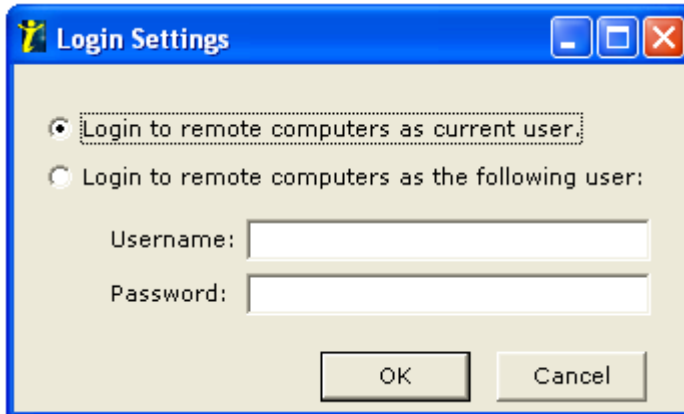 Login Settings
Login to remote computers as current user.
Login to remote computers as the following user:
Username:
Password:
OK Cancel